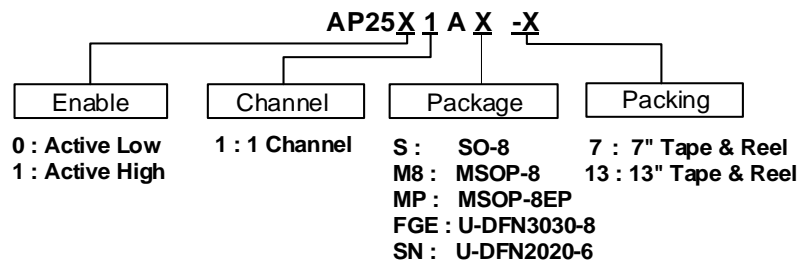 AP25X 1 A X -X
Enable Channel Package Packing
0 : Active Low
1 : Active High
1 : 1 Channel
S : SO-8
M8 : MSOP-8
MP : MSOP-8EP
FGE : U-DFN3030-8
SN : U-DFN2020-6
7 : 7" Tape & Reel
13 : 13" Tape & Reel